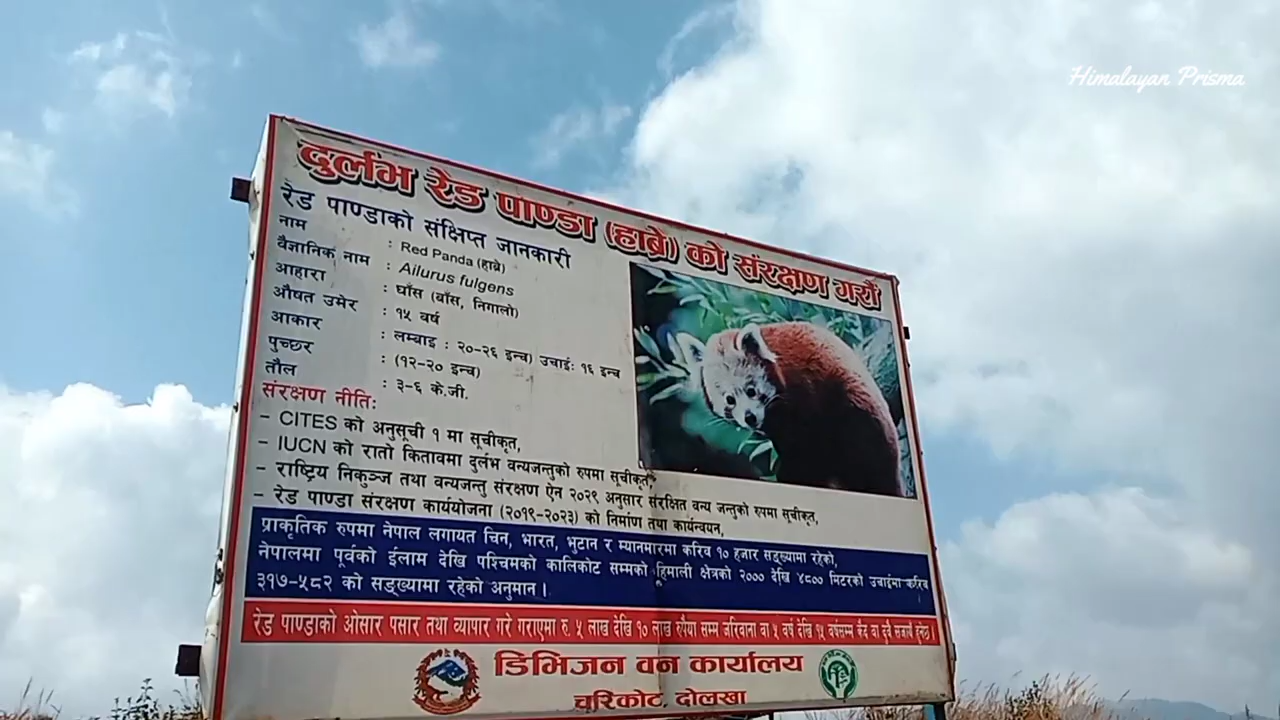 Himalayan Prisma
दुर्लभ रेड पाण्डा (हाब्रे) को संरक्षण गरौं
रेड पाण्डाको संक्षिप्त जानकारी
नाम : Red Panda (हाब्रे)
वैज्ञानिक नाम : Ailurus fulgens
आहारा : घाँस (बाँस, निगालो)
औषत उमेर : १५ वर्ष
आकार : लम्बाइ : २०-२६ इन्च) उचाइः १६ इन्च
पुच्छर : (१२-२० इन्च)
तौल : ३-६ के.जी.
संरक्षण नीतिः
- CITES को अनुसूची १ मा सूचीकृत,
- IUCN को रातो कितावमा दुर्लभ वन्यजन्तुको रुपमा सूचीकृत,
- राष्ट्रिय निकुञ्ज तथा वन्यजन्तु संरक्षण ऐन २०२९ अनुसार संरक्षित वन्य जन्तुको रुपमा सूचीकृत,
- रेड पाण्डा संरक्षण कार्ययोजना (२०१९-२०२३) को निर्माण तथा कार्यन्वयन,
प्राकृतिक रुपमा नेपाल लगायत चिन, भारत, भुटान र म्यानमारमा करिव १० हजार सङ्ख्यामा रहेको,
नेपालमा पूर्वको ईलाम देखि पश्चिमको कालिकोट सम्मको हिमाली क्षेत्रको २००० देखि ४८०० मिटरको उचाईमा करिव
३१७-५८२ को सङ्ख्यामा रहेको अनुमान ।
रेड पाण्डाको ओसार पसार तथा व्यापार गरे गराएमा रु. ५ लाख देखि १० लाख रुपैया सम्म जरिवाना वा ५ वर्ष देखि १५ वर्षसम्म कैद वा दुवै सजायँ हुनेछ ।
डिभिजन वन कार्यालय
चरिकोट, दोलखा